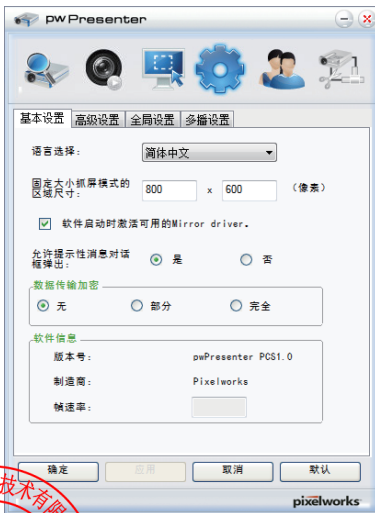 pwPresenter
基本设置 高级设置 全局设置 多播设置
语言选择: 简体中文
固定大小抓屏模式的
区域尺寸: 800 x 600 (像素)
软件启动时激活可用的Mirror driver.
允许提示性消息对话
框弹出: 是 否
数据传输加密
无 部分 完全
软件信息
版本号: pwPresenter PCS1.0
制造商: Pixelworks
帧速率:
确定 应用 取消 默认
技术有限
pixelworks